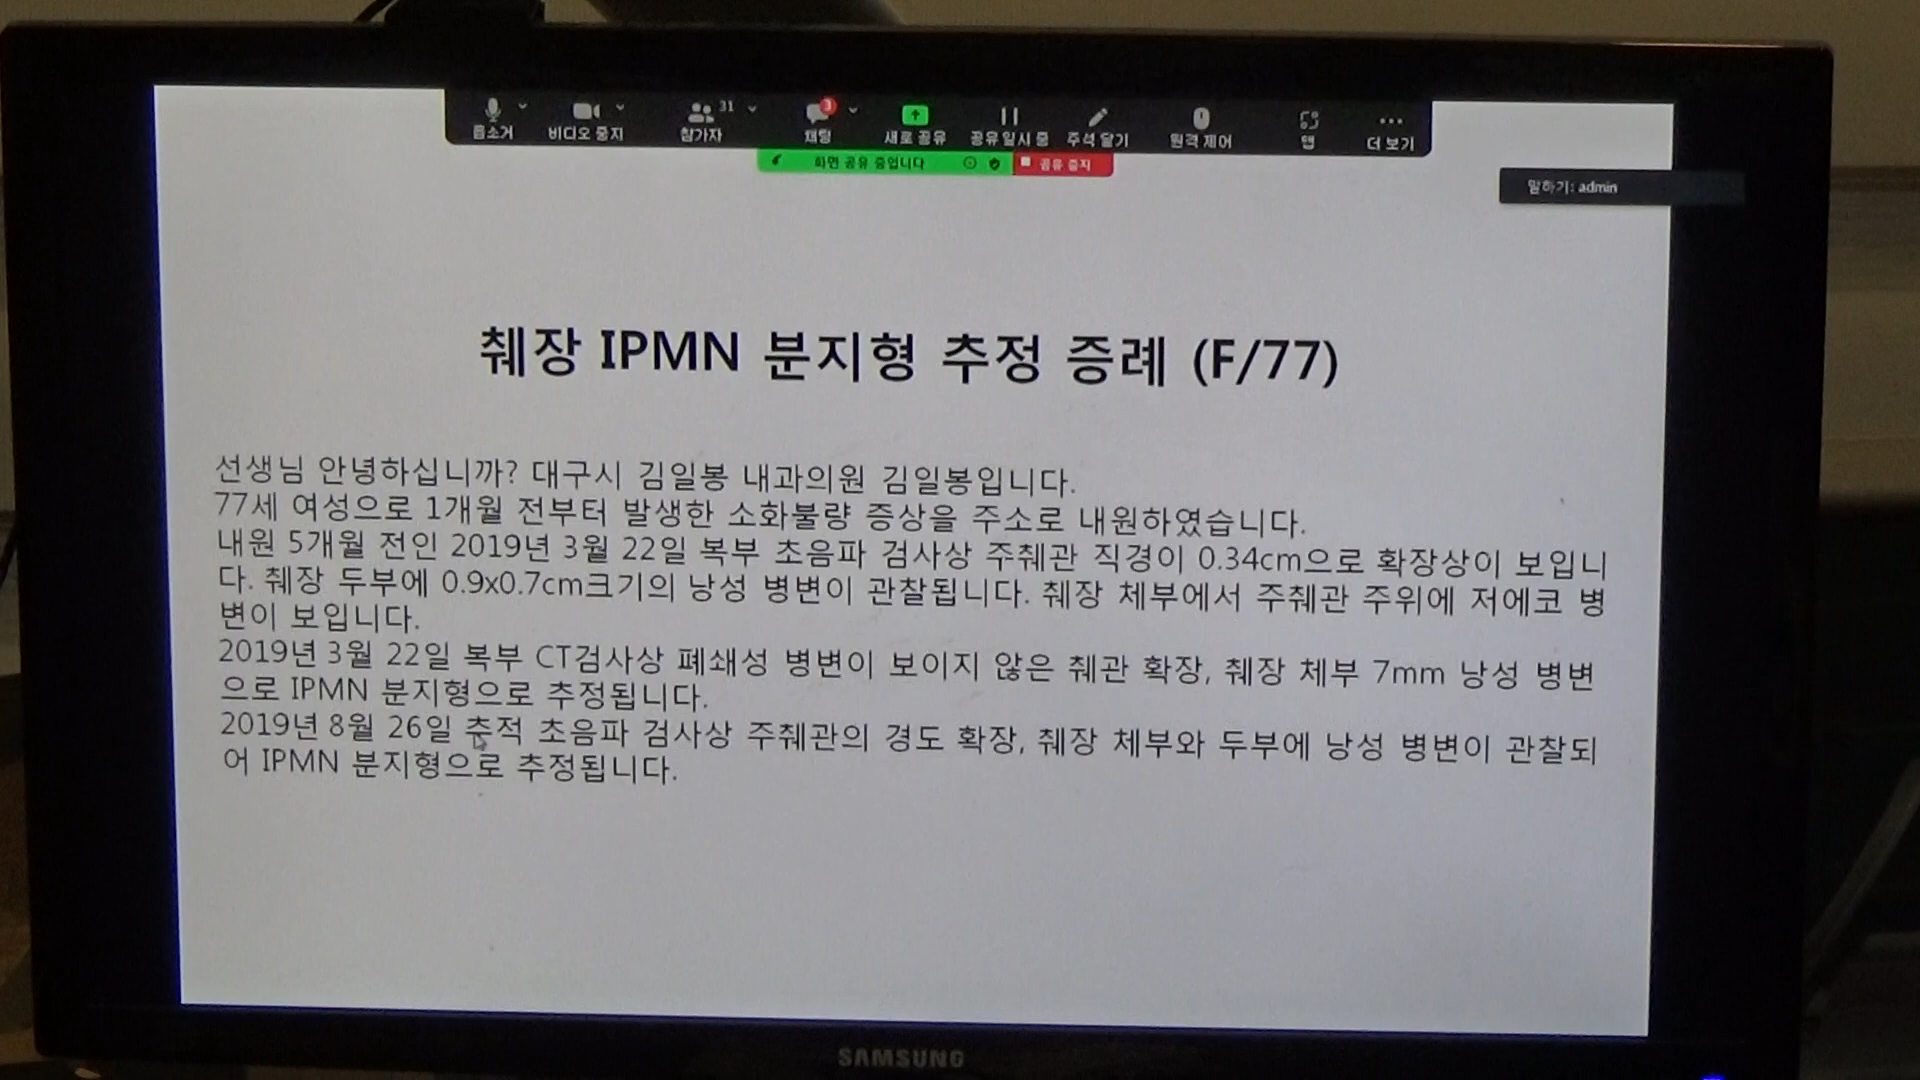 음소거
비디오 중지
31
참가자
3
채팅
새로 공유
공유 일시 중
주석 달기
원격 제어
앱
더 보기
화면 공유 중입니다
공유 중지
말하기: admin
췌장 IPMN 분지형 추정 증례 (F/77)
선생님 안녕하십니까? 대구시 김일봉 내과의원 김일봉입니다.
77세 여성으로 1개월 전부터 발생한 소화불량 증상을 주소로 내원하였습니다.
내원 5개월 전인 2019년 3월 22일 복부 초음파 검사상 주췌관 직경이 0.34cm으로 확장상이 보입니
다. 췌장 두부에 0.9x0.7cm크기의 낭성 병변이 관찰됩니다. 췌장 체부에서 주췌관 주위에 저에코 병
변이 보입니다.
2019년 3월 22일 복부 CT검사상 폐쇄성 병변이 보이지 않은 췌관 확장, 췌장 체부 7mm 낭성 병변
으로 IPMN 분지형으로 추정됩니다.
2019년 8월 26일 추적 초음파 검사상 주췌관의 경도 확장, 췌장 체부와 두부에 낭성 병변이 관찰되
어 IPMN 분지형으로 추정됩니다.
SAMSUNG